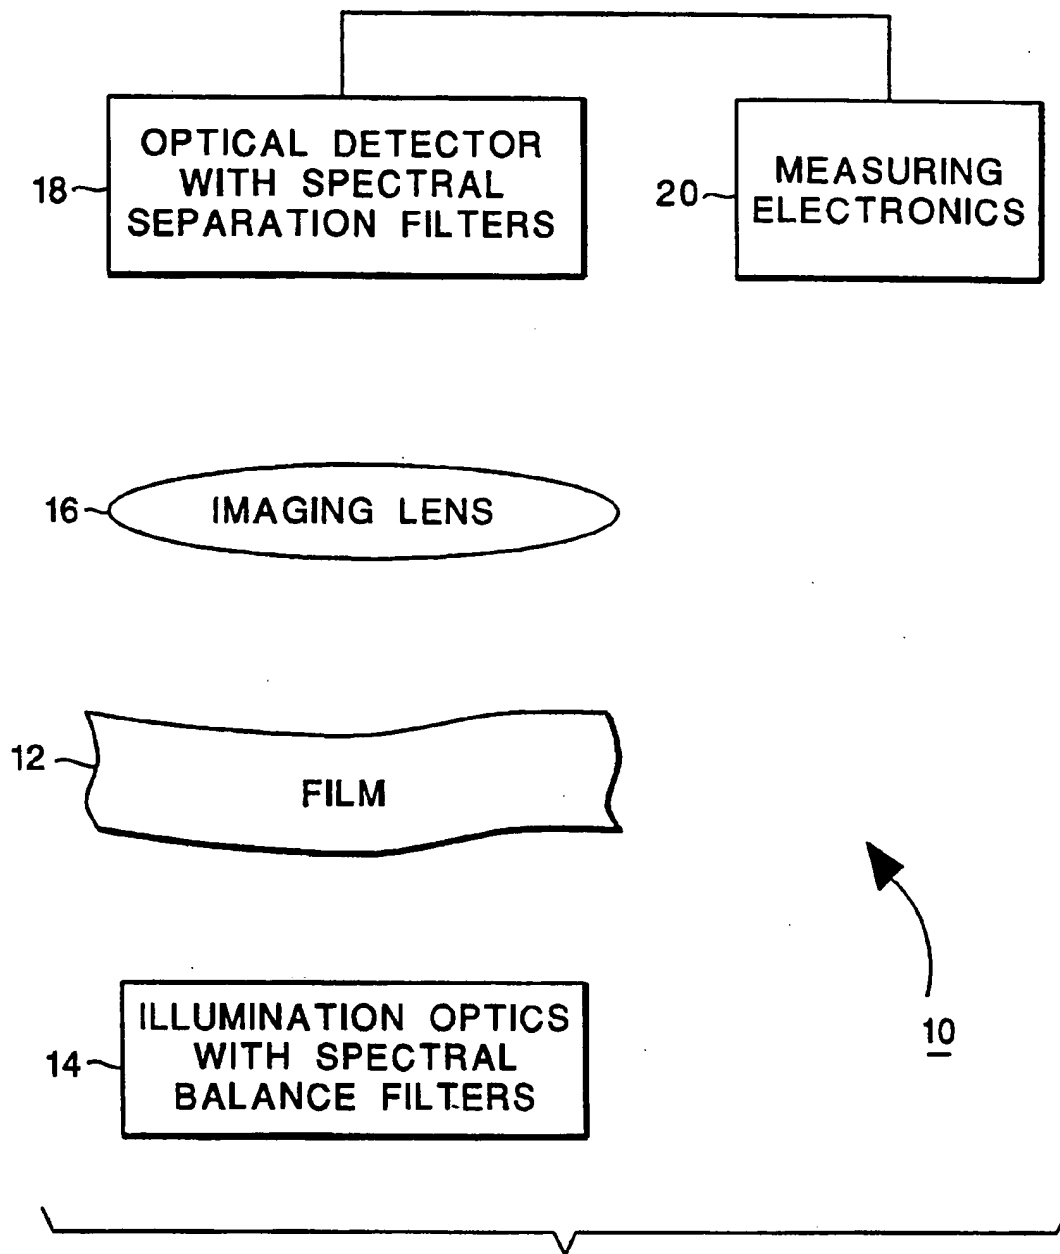 OPTICAL DETECTOR
WITH SPECTRAL
SEPARATION FILTERS
18
MEASURING
ELECTRONICS
20
16
IMAGING LENS
12
FILM
ILLUMINATION OPTICS
WITH SPECTRAL
BALANCE FILTERS
14
10